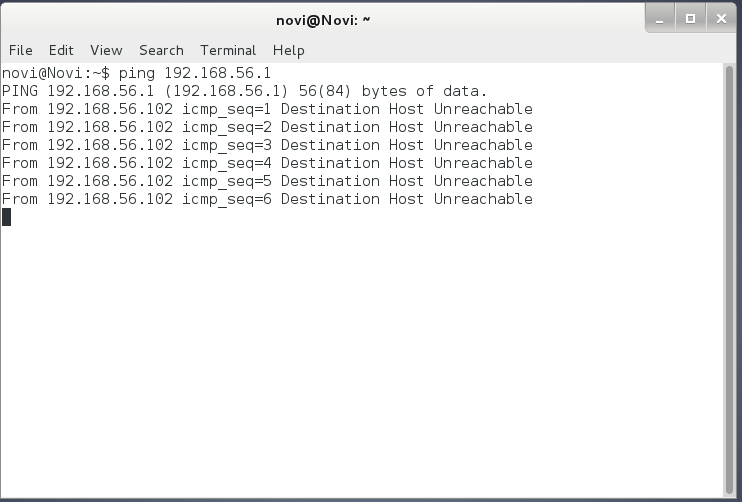 novi@Novi: ~
File Edit View Search Terminal Help
novi@Novi:~$ ping 192.168.56.1
PING 192.168.56.1 (192.168.56.1) 56(84) bytes of data.
From 192.168.56.102 icmp_seq=1 Destination Host Unreachable
From 192.168.56.102 icmp_seq=2 Destination Host Unreachable
From 192.168.56.102 icmp_seq=3 Destination Host Unreachable
From 192.168.56.102 icmp_seq=4 Destination Host Unreachable
From 192.168.56.102 icmp_seq=5 Destination Host Unreachable
From 192.168.56.102 icmp_seq=6 Destination Host Unreachable